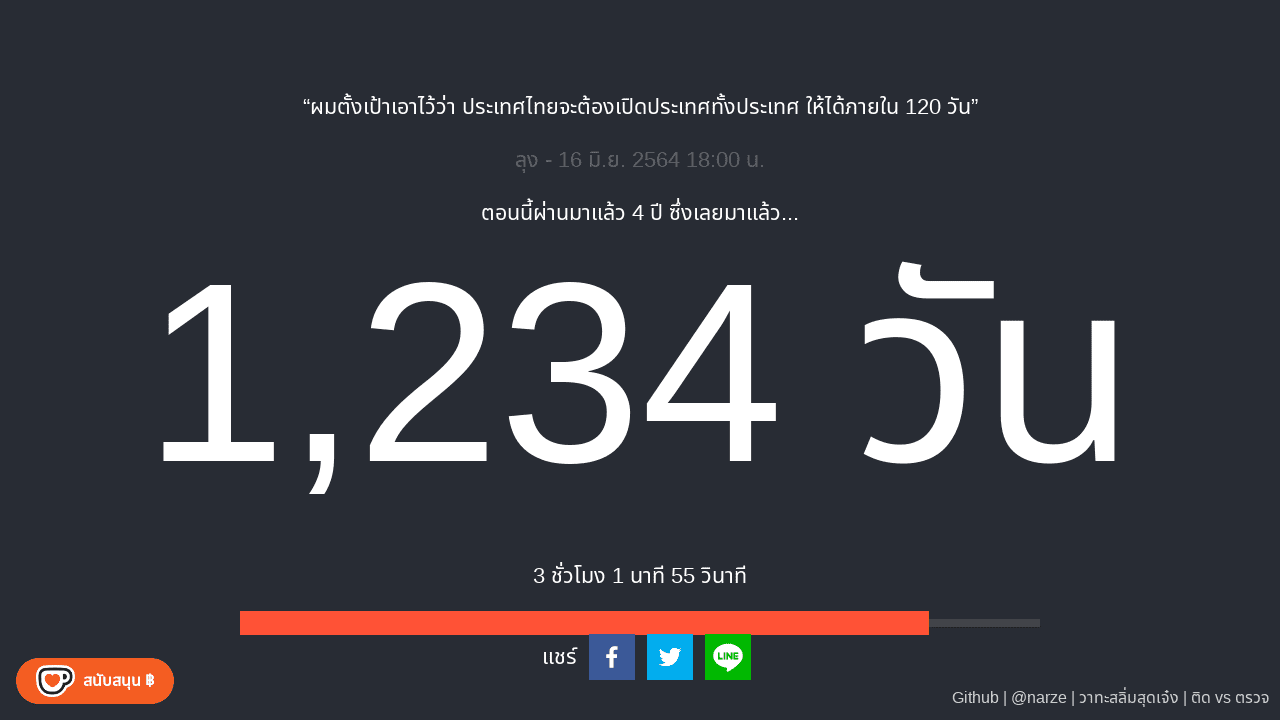 “ผมตั้งเป้าเอาไว้ว่า ประเทศไทยจะต้องเปิดประเทศทั้งประเทศ ให้ได้ภายใน 120 วัน”
ลุง - 16 มิ.ย. 2564 18:00 น.
ตอนนี้ผ่านมาแล้ว 4 ปี ซึ่งเลยมาแล้ว...
1,234 วัน
3 ชั่วโมง 1 นาที 55 วินาที
แชร์
LINE
สนับสนุน ฿
Github | @narze | วาทะสลิ่มสุดเจ๋ง | ติด vs ตรวจ